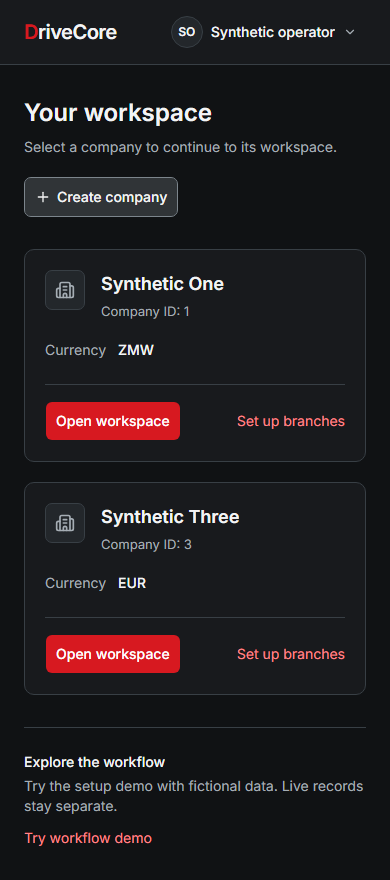 DriveCore
SO Synthetic operator
Your workspace
Select a company to continue to its workspace.
+ Create company
Synthetic One
Company ID: 1
Currency ZMW
Open workspace Set up branches
Synthetic Three
Company ID: 3
Currency EUR
Open workspace Set up branches
Explore the workflow
Try the setup demo with fictional data. Live records
stay separate.
Try workflow demo